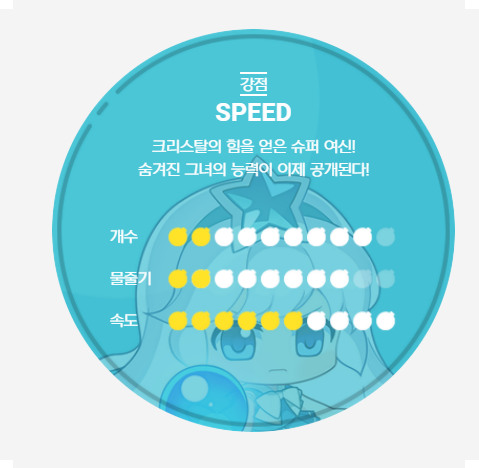 강점
SPEED
크리스탈의 힘을 얻은 슈퍼 여신!
숨겨진 그녀의 능력이 이제 공개된다!
개수
물줄기
속도